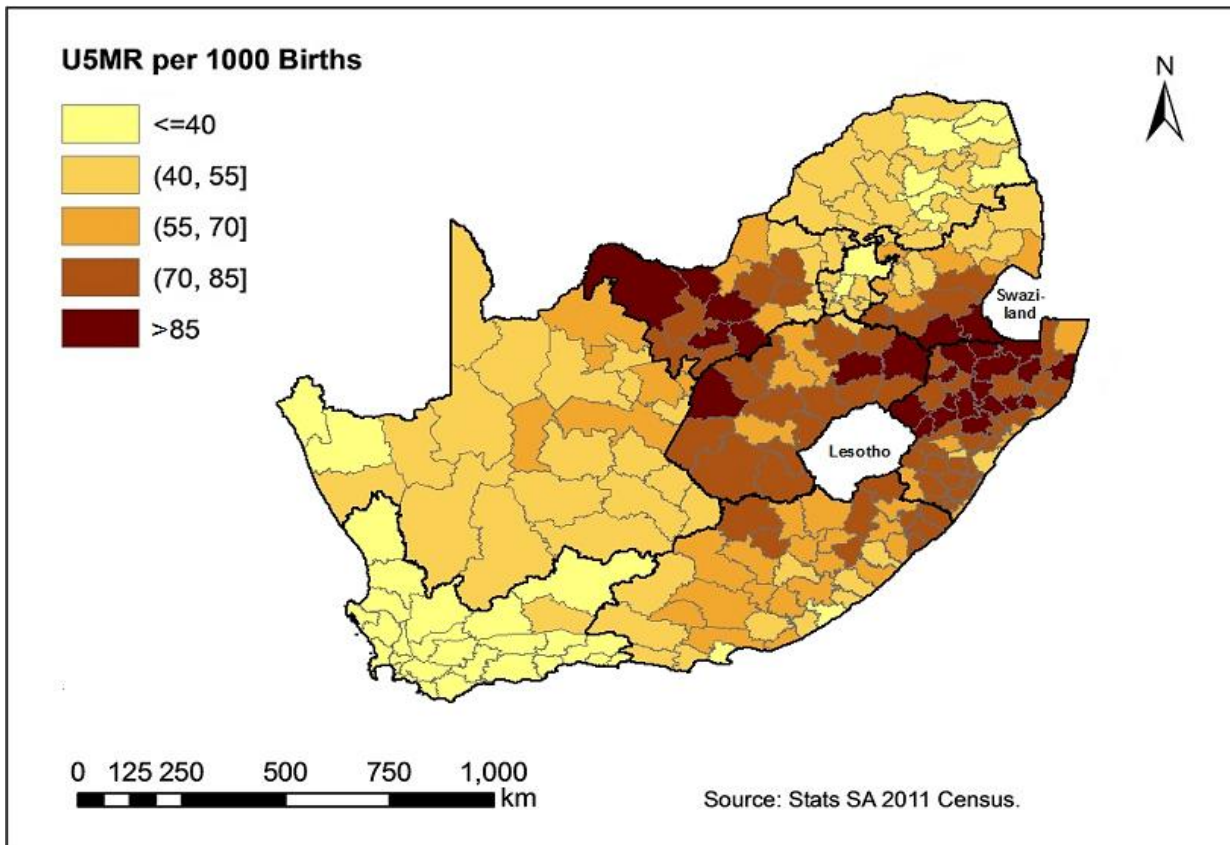 U5MR per 1000 Births
<=40
(40, 55]
(55, 70]
(70, 85]
>85
N
Swazi-
land
Lesotho
0 125 250 500 750 1,000
km
Source: Stats SA 2011 Census.